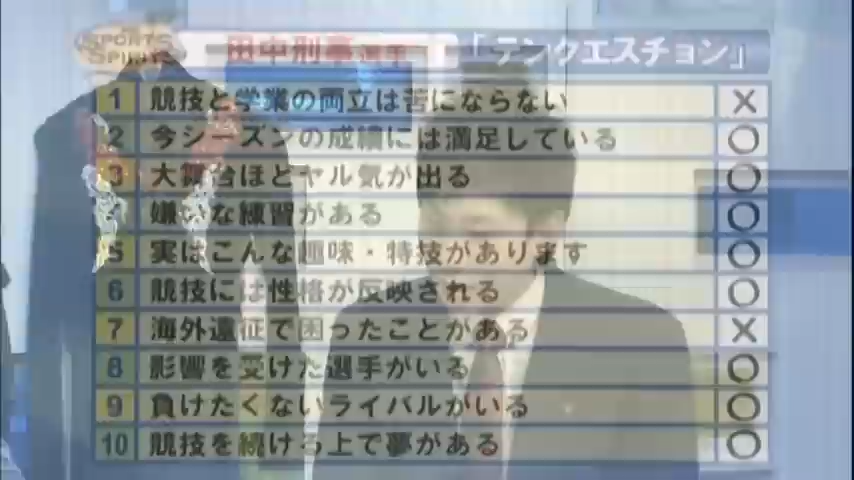 SPORTS SPIRITS
田中刑事選手 「テンクエスチョン」
1 競技と学業の両立は苦にならない ×
2 今シーズンの成績には満足している ○
3 大舞台ほどヤル気が出る ○
4 嫌いな練習がある ○
5 実はこんな趣味・特技があります ○
6 競技には性格が反映される ○
7 海外遠征で困ったことがある ×
8 影響を受けた選手がいる ○
9 負けたくないライバルがいる ○
10 競技を続ける上で夢がある ○